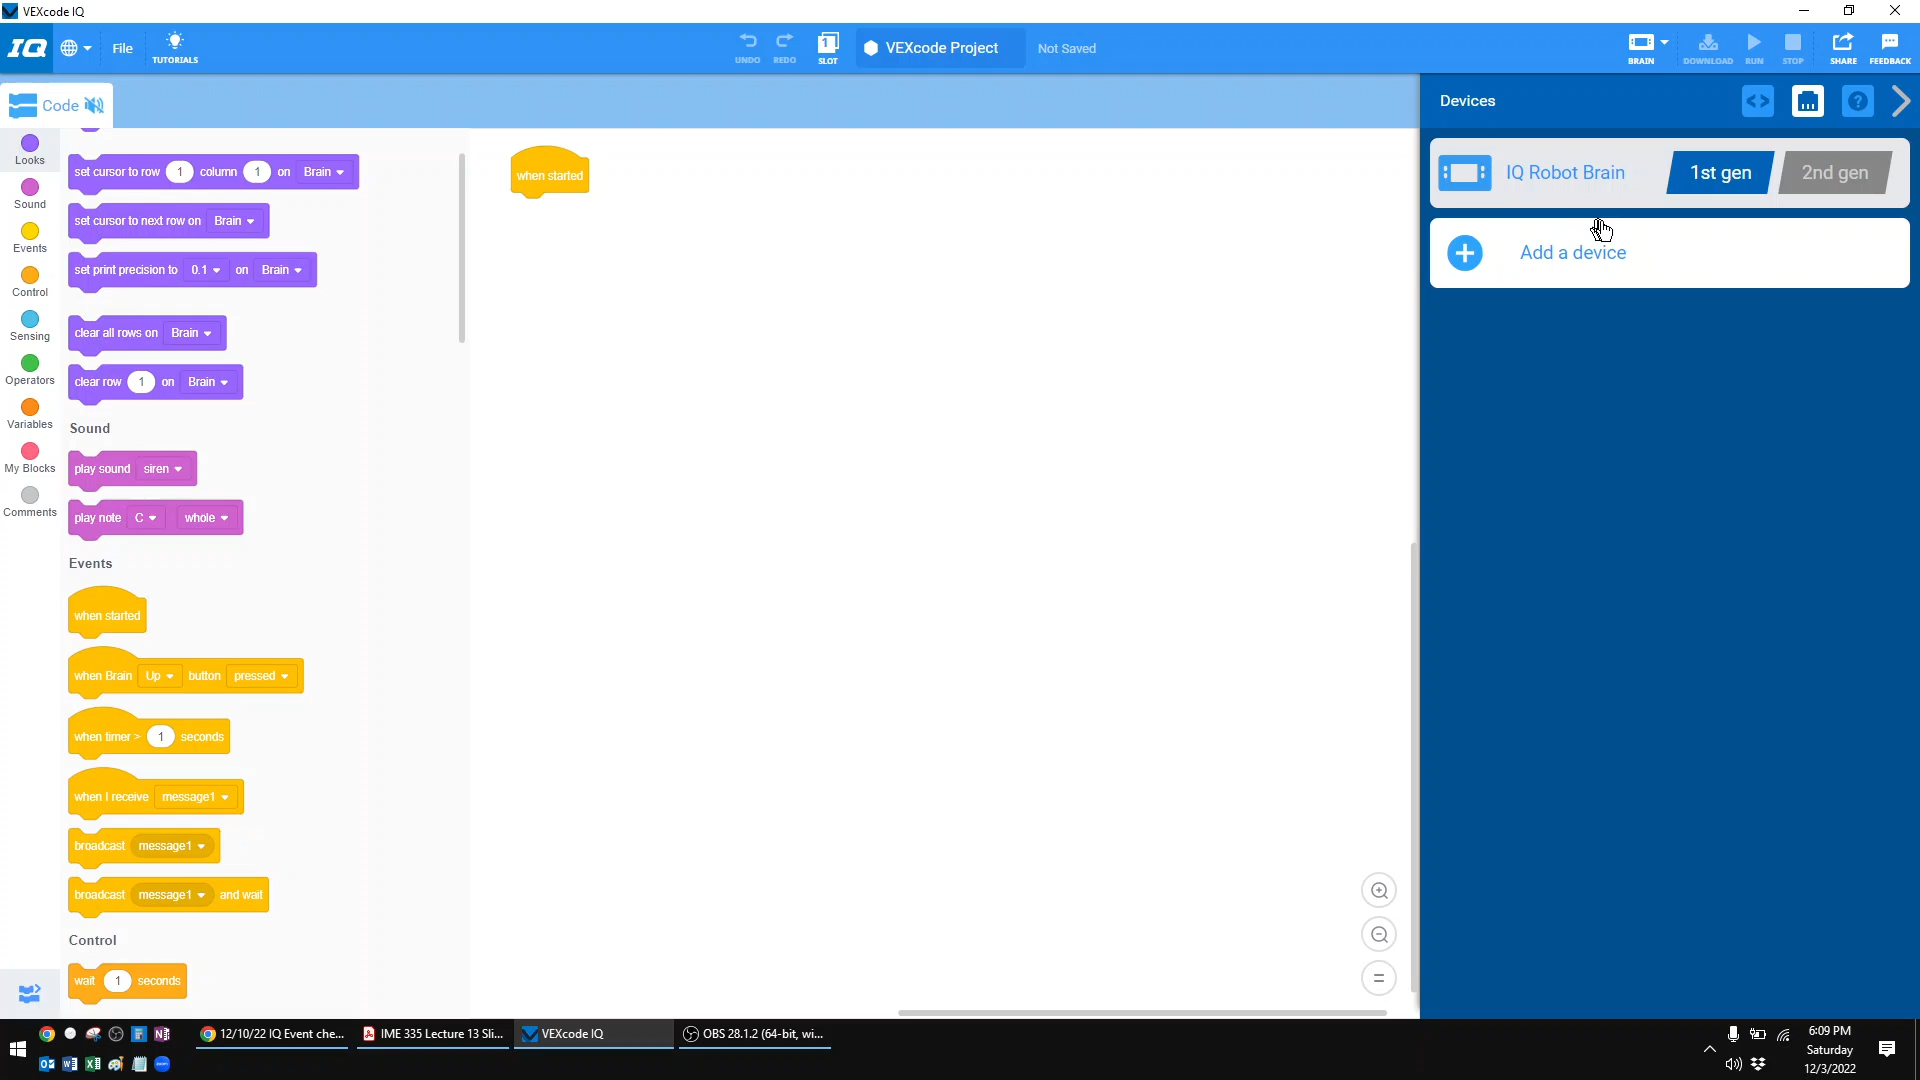 VEXcode IQ
IQ
File
TUTORIALS
UNDO
REDO
1
SLOT
VEXcode Project
Not Saved
BRAIN
DOWNLOAD
RUN
STOP
SHARE
FEEDBACK
Code
Devices
?
Looks
Sound
Events
Control
Sensing
Operators
Variables
My Blocks
Comments
set cursor to row 1 column 1 on Brain
set cursor to next row on Brain
set print precision to 0.1 on Brain
clear all rows on Brain
clear row 1 on Brain
Sound
play sound siren
play note C whole
Events
when started
when Brain Up button pressed
when timer > 1 seconds
when I receive message1
broadcast message1
broadcast message1 and wait
Control
wait 1 seconds
when started
IQ Robot Brain
1st gen
2nd gen
Add a device
12/10/22 IQ Event che...
IME 335 Lecture 13 Sli...
VEXcode IQ
OBS 28.1.2 (64-bit, wi...
6:09 PM
Saturday
12/3/2022